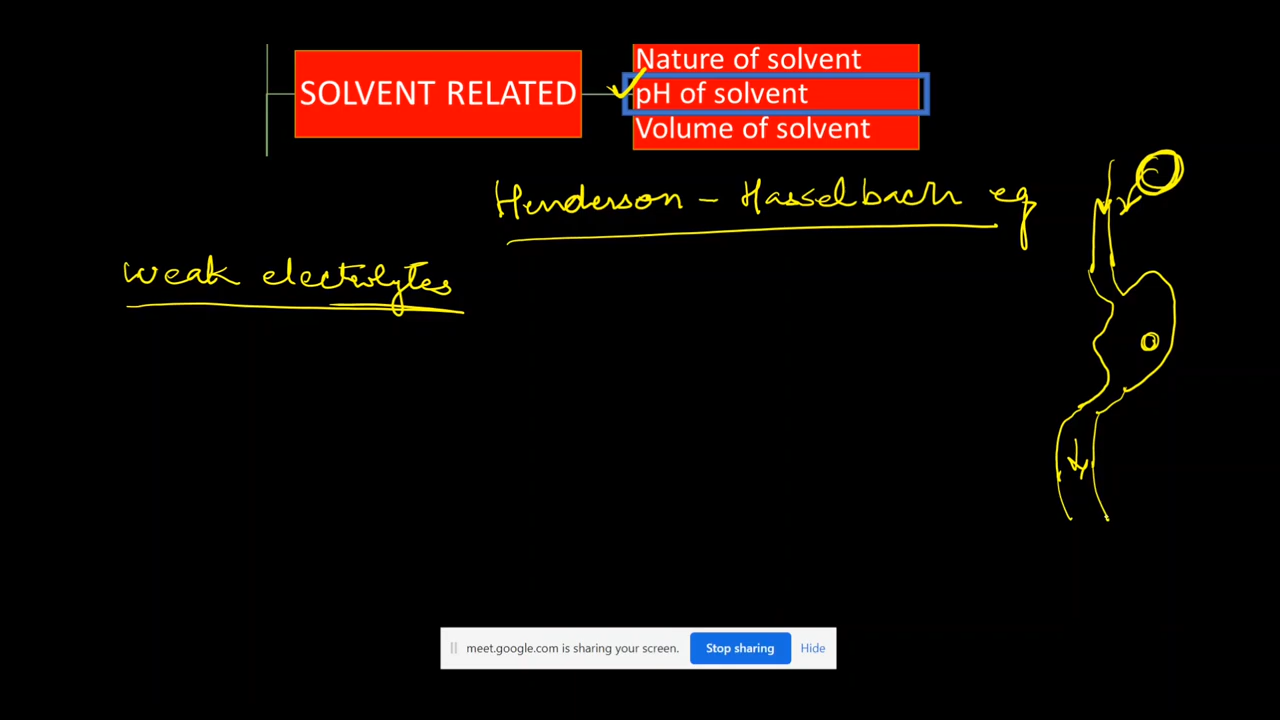 Nature of solvent
SOLVENT RELATED
pH of solvent
Volume of solvent
Henderson - Hasselbach eq
weak electrolytes
meet.google.com is sharing your screen.
Stop sharing
Hide